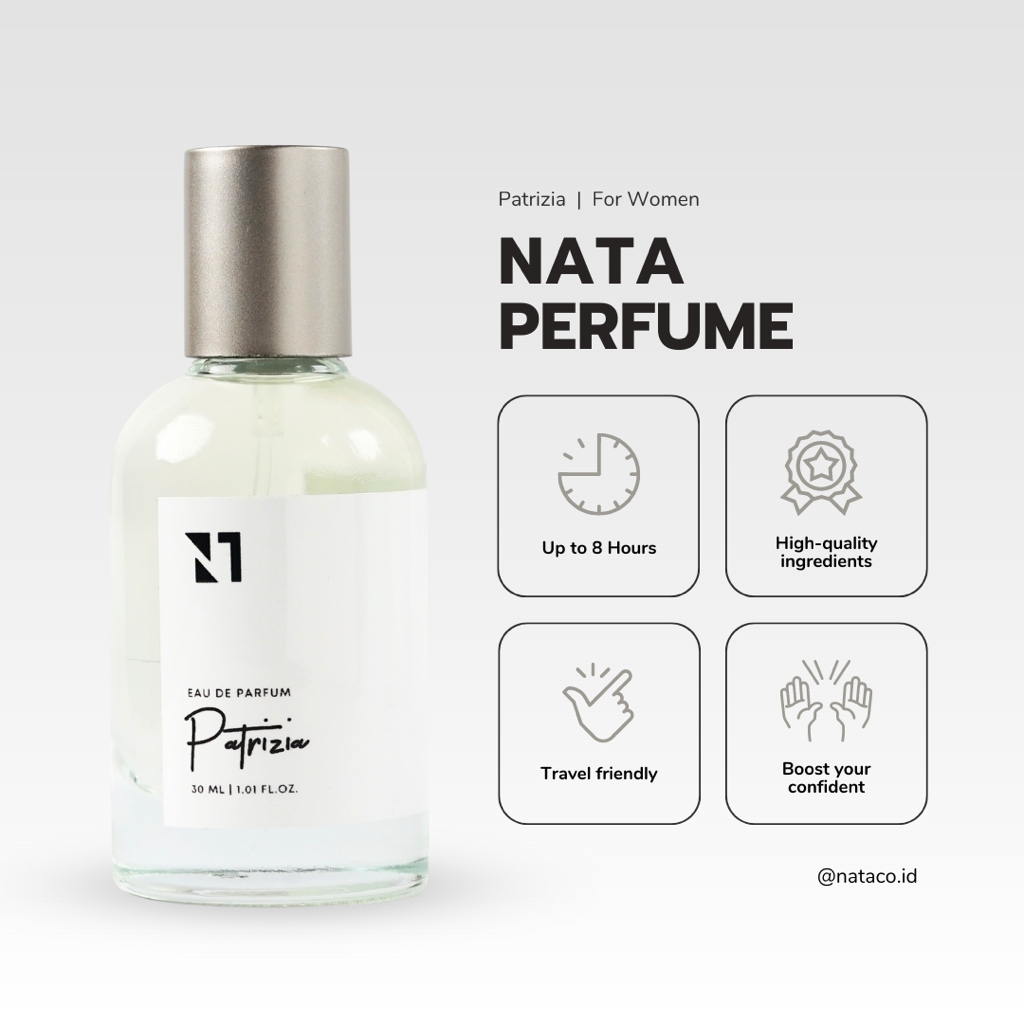 Patrizia | For Women
NATA
PERFUME
Up to 8 Hours
High-quality
ingredients
Travel friendly
Boost your
confident
@nataco.id
N1
EAU DE PARFUM
Patrizia
30 ML | 1.01 FL.OZ.